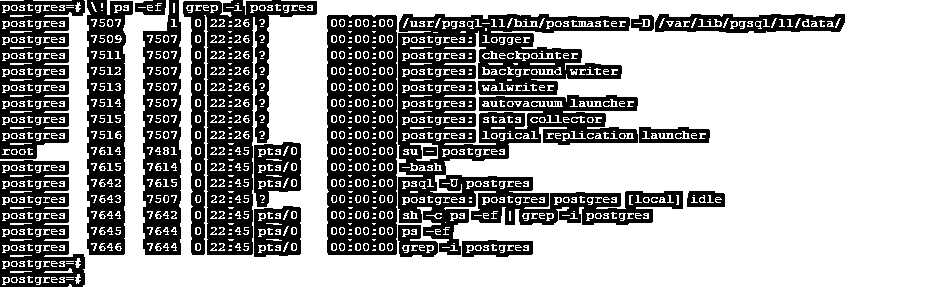 postgres=# \! ps -ef | grep -i postgres
postgres 7507 1 0 22:26 ? 00:00:00 /usr/pgsql-11/bin/postmaster -D /var/lib/pgsql/11/data/
postgres 7509 7507 0 22:26 ? 00:00:00 postgres: logger
postgres 7511 7507 0 22:26 ? 00:00:00 postgres: checkpointer
postgres 7512 7507 0 22:26 ? 00:00:00 postgres: background writer
postgres 7513 7507 0 22:26 ? 00:00:00 postgres: walwriter
postgres 7514 7507 0 22:26 ? 00:00:00 postgres: autovacuum launcher
postgres 7515 7507 0 22:26 ? 00:00:00 postgres: stats collector
postgres 7516 7507 0 22:26 ? 00:00:00 postgres: logical replication launcher
root 7614 7481 0 22:45 pts/0 00:00:00 su - postgres
postgres 7615 7614 0 22:45 pts/0 00:00:00 -bash
postgres 7642 7615 0 22:45 pts/0 00:00:00 psql -U postgres
postgres 7643 7507 0 22:45 ? 00:00:00 postgres: postgres postgres [local] idle
postgres 7644 7642 0 22:45 pts/0 00:00:00 sh -c ps -ef | grep -i postgres
postgres 7645 7644 0 22:45 pts/0 00:00:00 ps -ef
postgres 7646 7644 0 22:45 pts/0 00:00:00 grep -i postgres
postgres=#
postgres=#